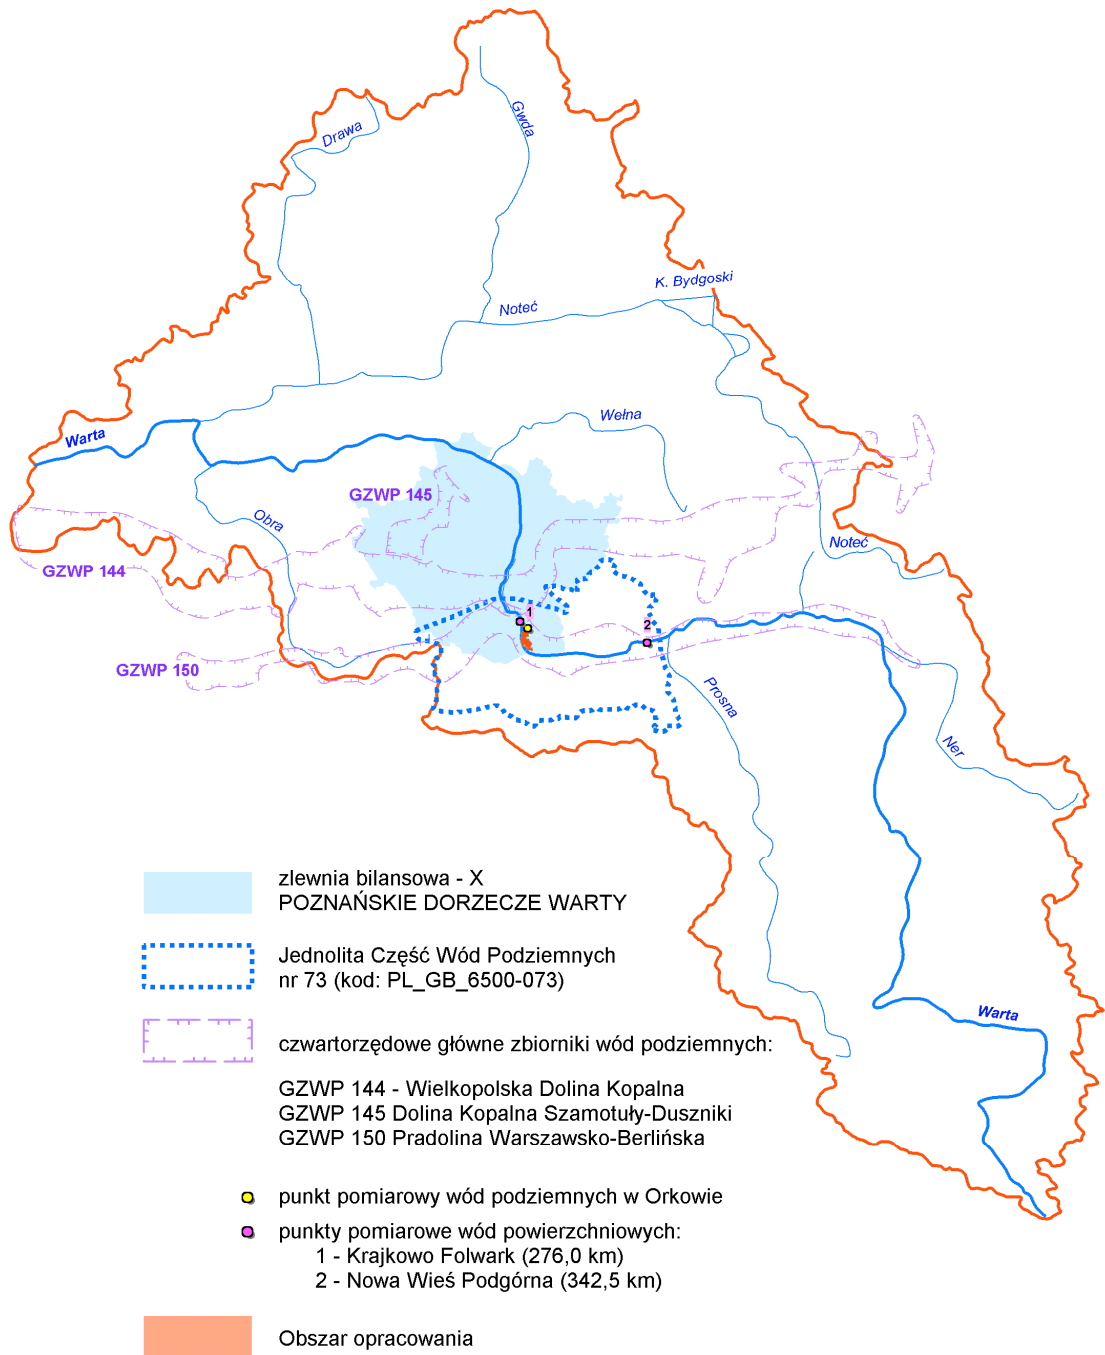 Gwda
Drawa
K. Bydgoski
Noteć
Wełna
Warta
GZWP 145
Obra
Noteć
GZWP 144
1
2
GZWP 150
Prosna
Ner
zlewnia bilansowa - X
POZNAŃSKIE DORZECZE WARTY
Jednolita Część Wód Podziemnych
nr 73 (kod: PL_GB_6500-073)
Warta
czwartorzędowe główne zbiorniki wód podziemnych:
GZWP 144 - Wielkopolska Dolina Kopalna
GZWP 145 Dolina Kopalna Szamotuły-Duszniki
GZWP 150 Pradolina Warszawsko-Berlińska
punkt pomiarowy wód podziemnych w Orkowie
punkty pomiarowe wód powierzchniowych:
1 - Krajkowo Folwark (276,0 km)
2 - Nowa Wieś Podgórna (342,5 km)
Obszar opracowania